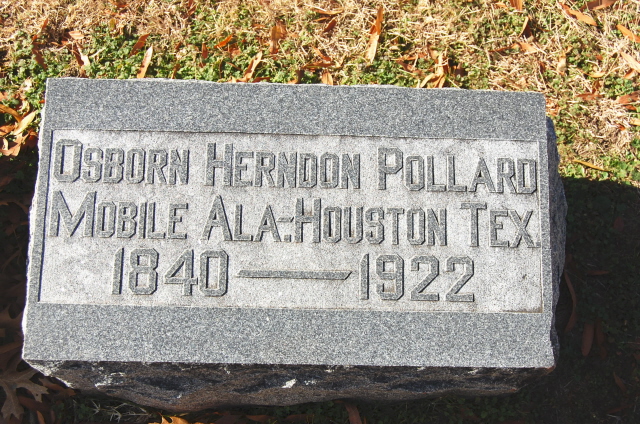 OSBORN HERNDON POLLARD
MOBILE ALA.-HOUSTON TEX.
1840 — 1922